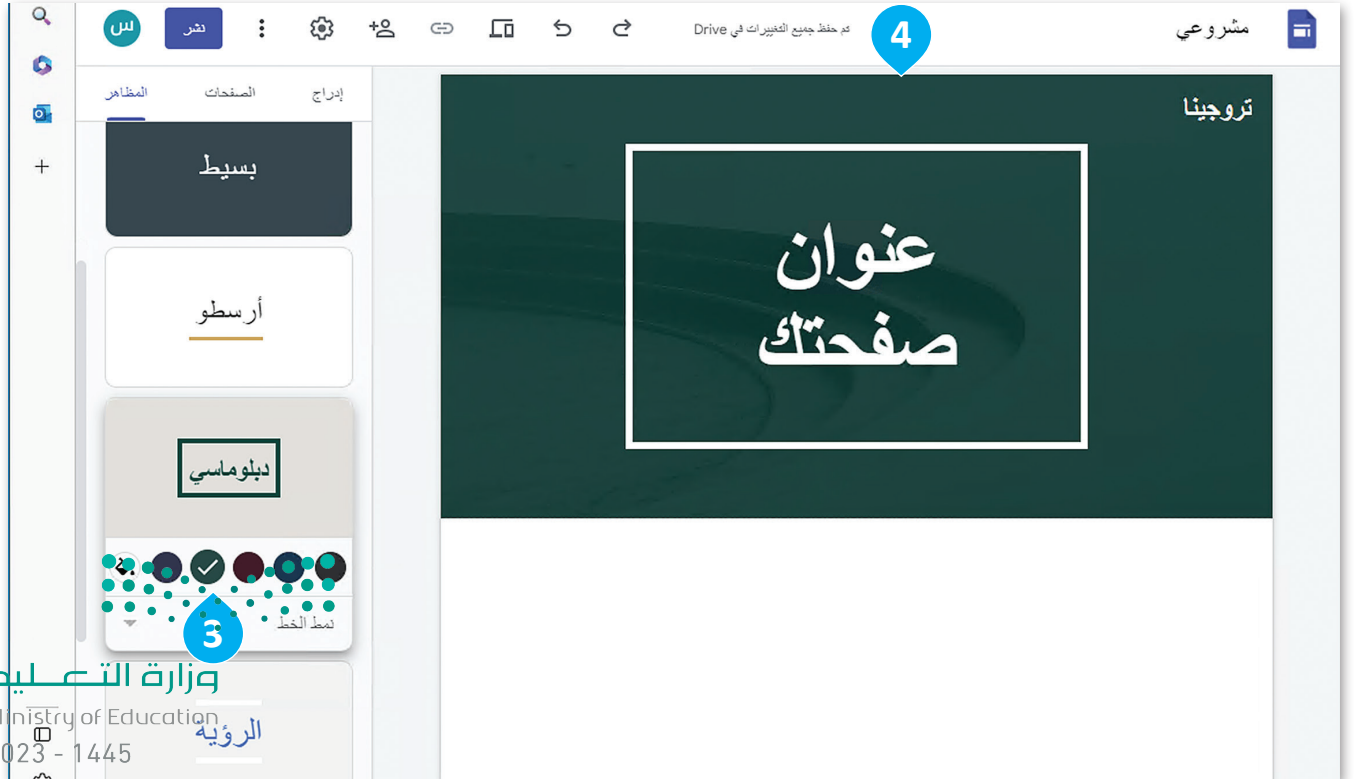 مشروعي
4
تم حفظ جميع التغييرات في Drive
نشر
س
إدراج
الصفحات
المظاهر
تروجينا
عنوان
صفحتك
بسيط
أرسطو
دبلوماسي
3
نمط الخط
الرؤية
وزارة التعليم
Ministry of Education
2023 - 1445